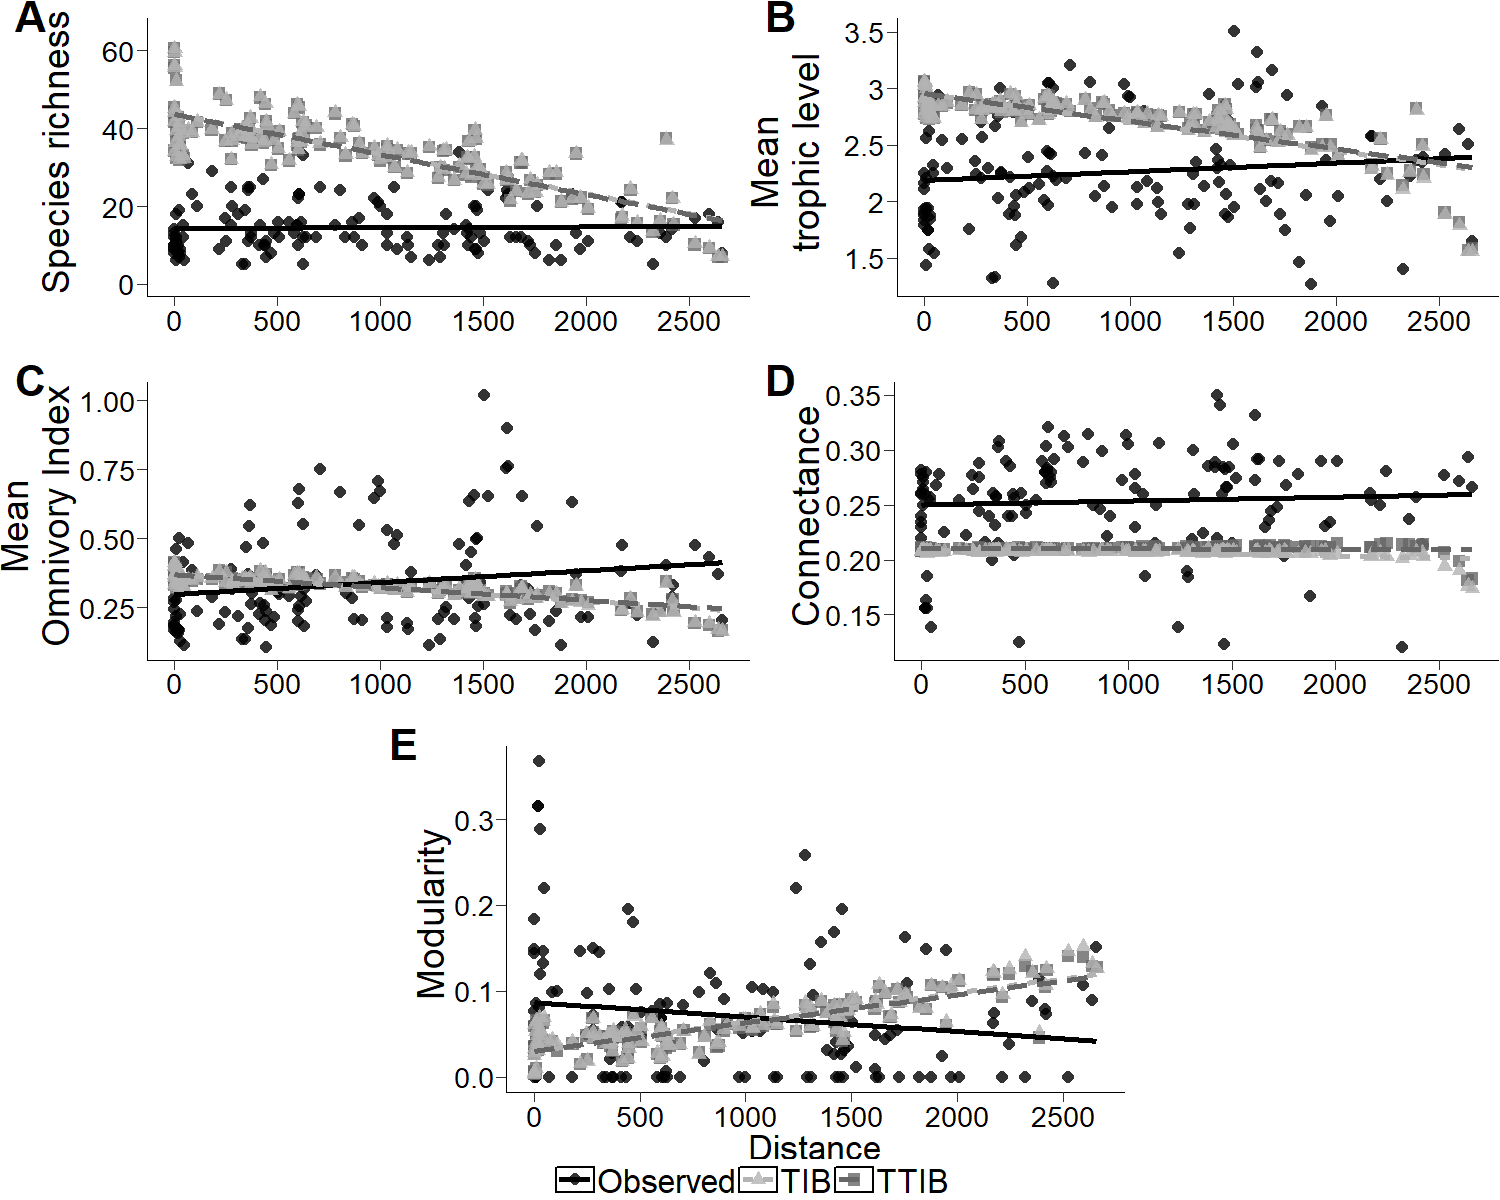 A
Species richness
60
40
20
0
0 500 1000 1500 2000 2500
B
Mean
trophic level
3.5
3
2.5
2
1.5
0 500 1000 1500 2000 2500
C
Mean
Omnivory Index
1.00
0.75
0.50
0.25
0 500 1000 1500 2000 2500
D
Connectance
0.35
0.30
0.25
0.20
0.15
0 500 1000 1500 2000 2500
E
Modularity
0.3
0.2
0.1
0.0
0 500 1000 1500 2000 2500
Distance
Observed TIB TTIB